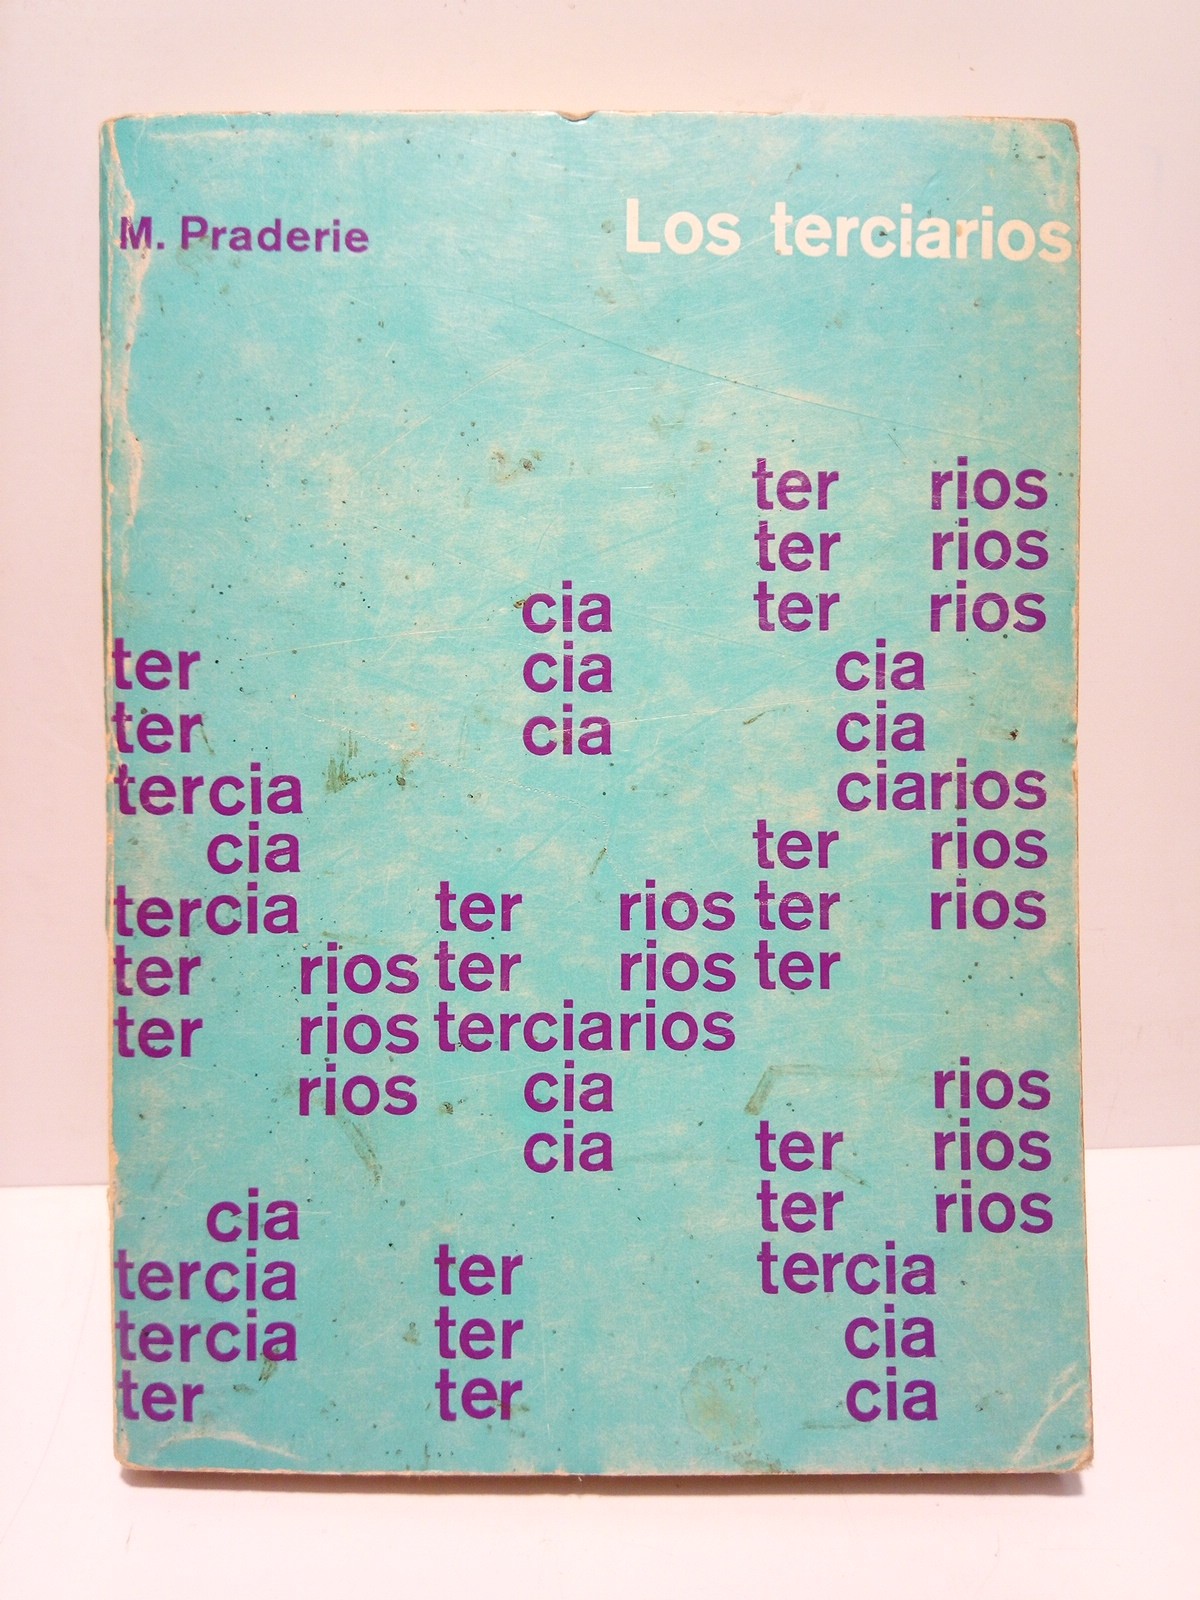 M. Praderie Los terciarios
ter rios
ter rios
cia ter rios
ter cia cia
ter cia cia
tercia ciarios
cia ter rios
tercia ter rios ter rios
ter rios ter rios ter
ter rios terciarios
rios cia rios
cia ter rios
cia ter rios
tercia ter tercia
tercia ter cia
ter ter cia